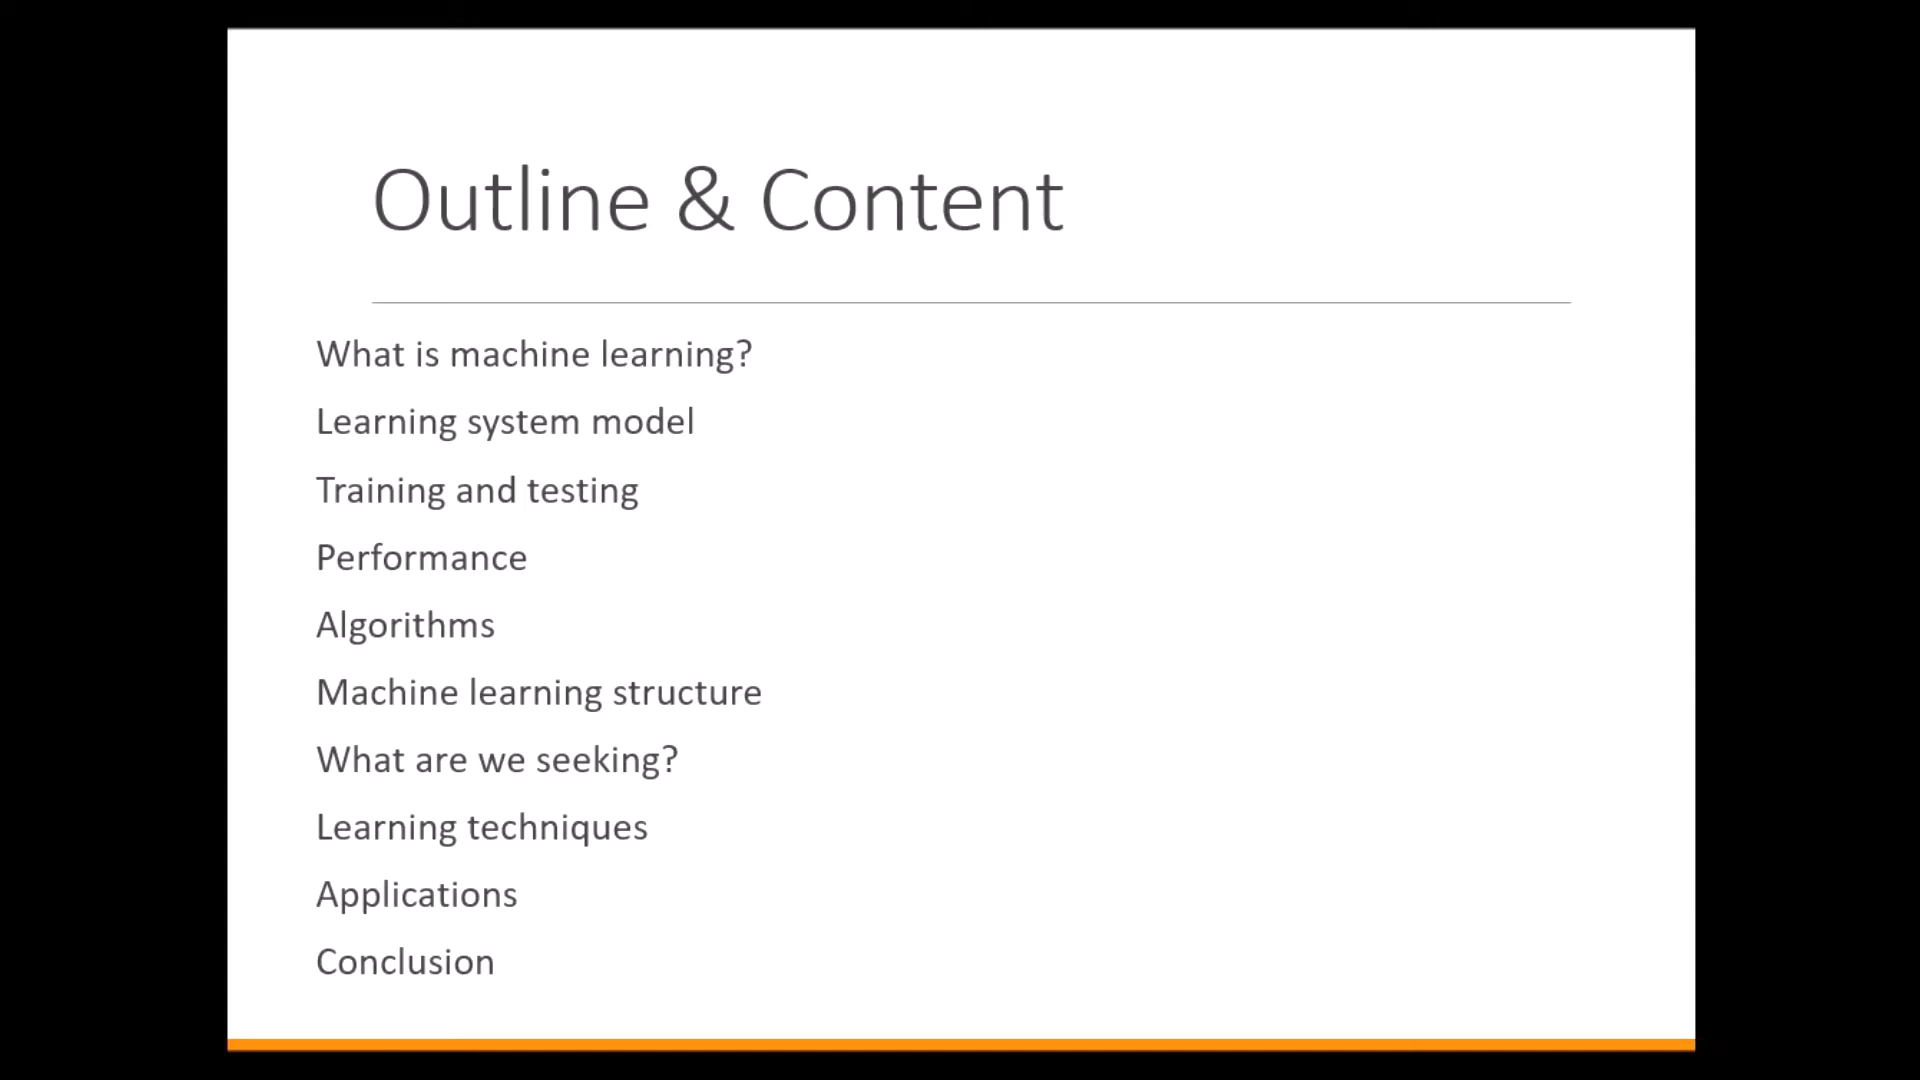 Outline & Content
What is machine learning?
Learning system model
Training and testing
Performance
Algorithms
Machine learning structure
What are we seeking?
Learning techniques
Applications
Conclusion